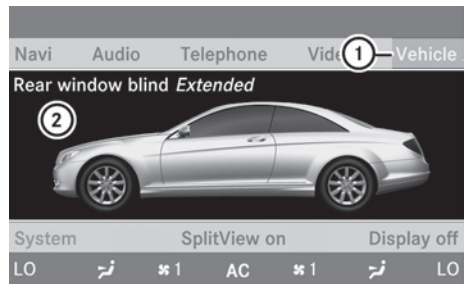 Navi Audio Telephone Vide 1 Vehicle
Rear window blind Extended
2
System SplitView on Display off
LO 1 AC 1 LO